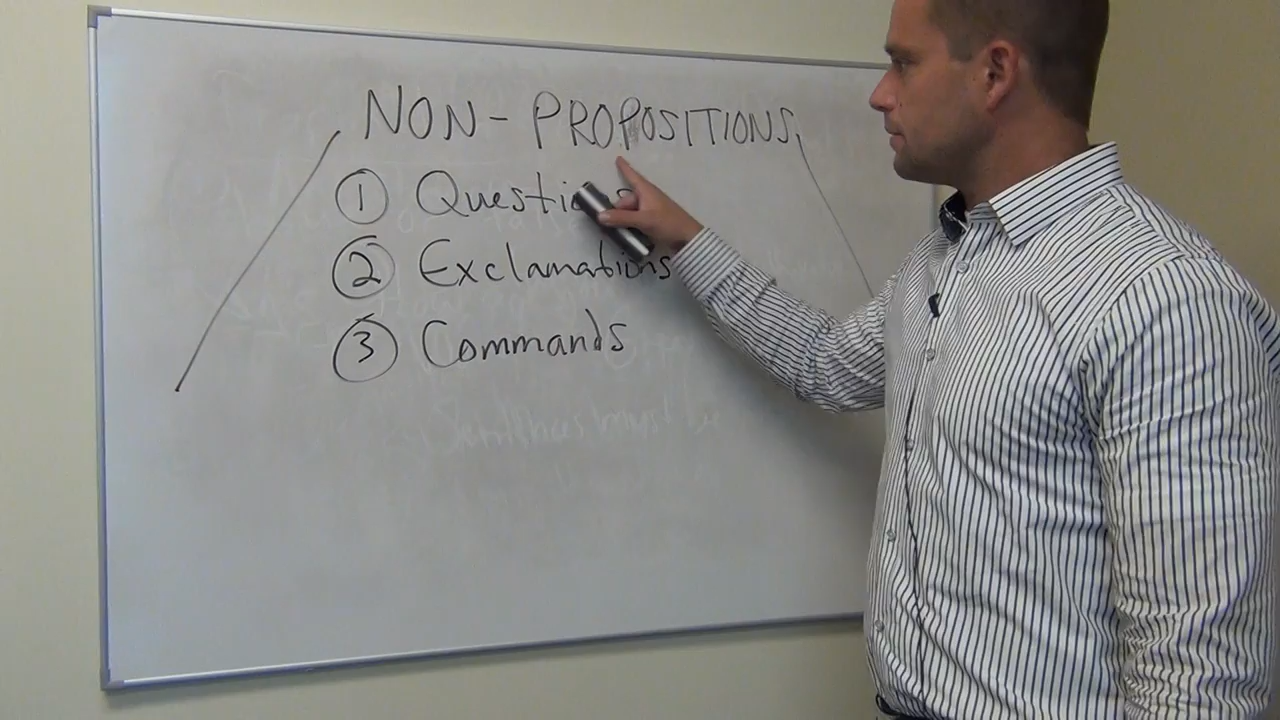 NON-PROPOSITIONS
① Questions
② Exclamations
③ Commands